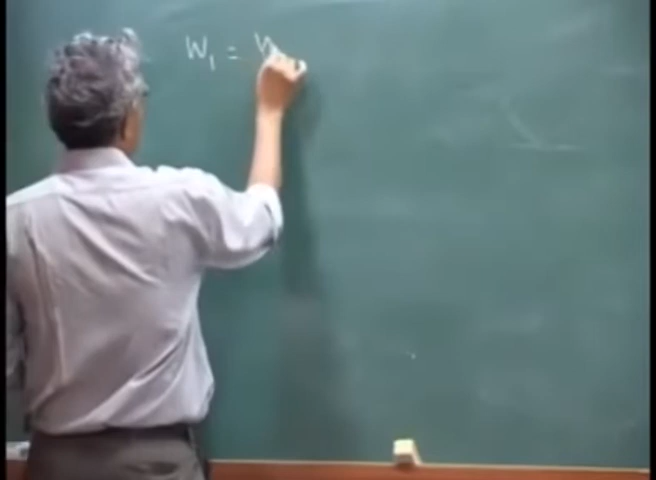 W₁ =